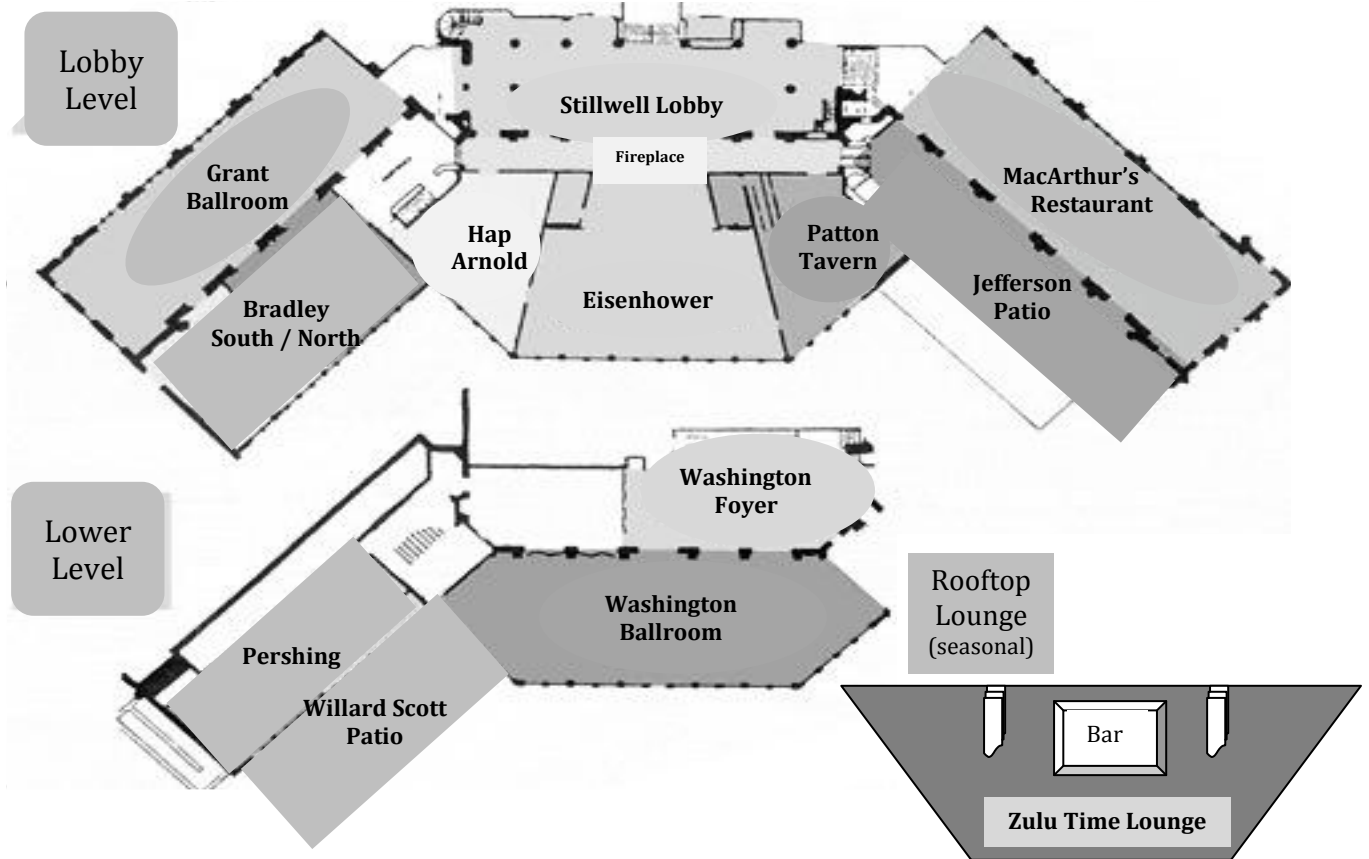 Lobby
Level
Stillwell Lobby
Fireplace
Grant
Ballroom
MacArthur's
Restaurant
Hap
Arnold
Patton
Tavern
Eisenhower
Jefferson
Patio
Bradley
South / North
Washington
Foyer
Lower
Level
Washington
Ballroom
Rooftop
Lounge
(seasonal)
Pershing
Willard Scott
Patio
Bar
Zulu Time Lounge